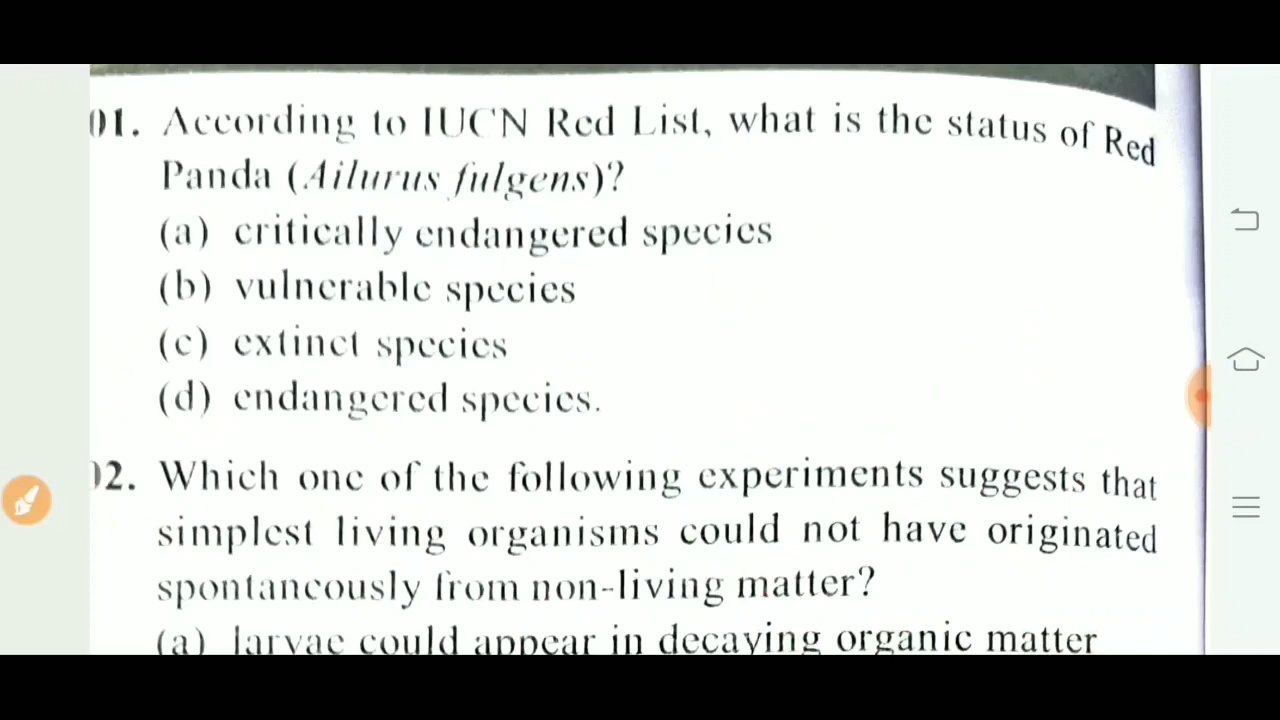 01. According to IUCN Red List, what is the status of Red
Panda (Ailurus fulgens)?
(a) critically endangered species
(b) vulnerable species
(c) extinct species
(d) endangered species.
02. Which one of the following experiments suggests that
simplest living organisms could not have originated
spontaneously from non-living matter?
(a) larvae could appear in decaying organic matter